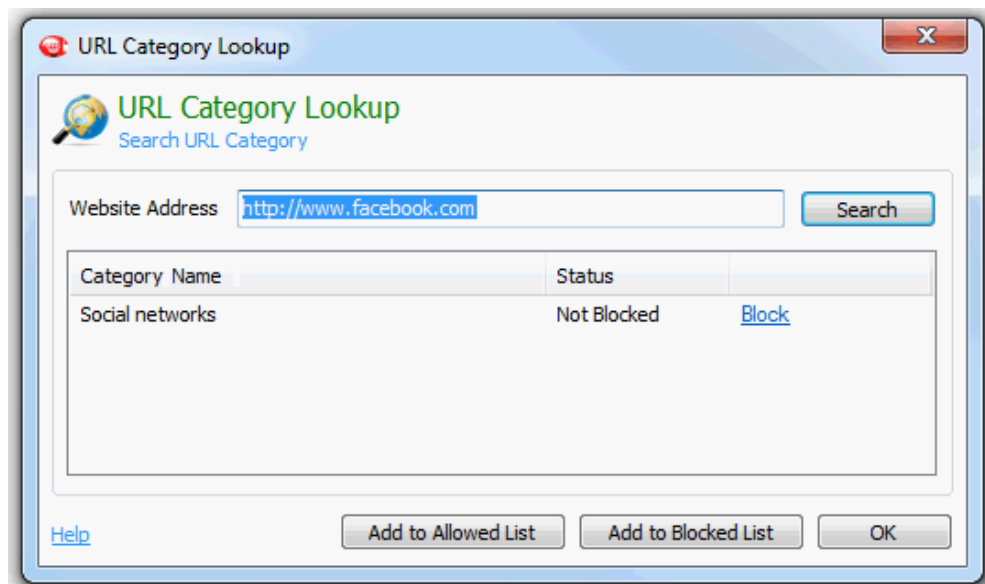 URL Category Lookup
URL Category Lookup
Search URL Category
Website Address http://www.facebook.com Search
Category Name Status
Social networks Not Blocked Block
Help Add to Allowed List Add to Blocked List OK